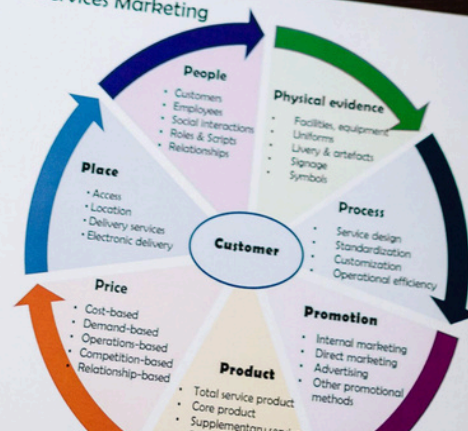 Services Marketing
People
• Customers
• Employees
• Social interactions
• Roles & Scripts
• Relationships
Physical evidence
• Facilities, equipment
• Uniforms
• Livery & artefacts
• Signage
• Symbols
Place
• Access
• Location
• Delivery services
• Electronic delivery
Process
• Service design
• Standardization
• Customization
• Operational efficiency
Customer
Price
• Cost-based
• Demand-based
• Operations-based
• Competition-based
• Relationship-based
Promotion
• Internal marketing
• Direct marketing
• Advertising
• Other promotional
methods
Product
• Total service product
• Core product
• Supplementary